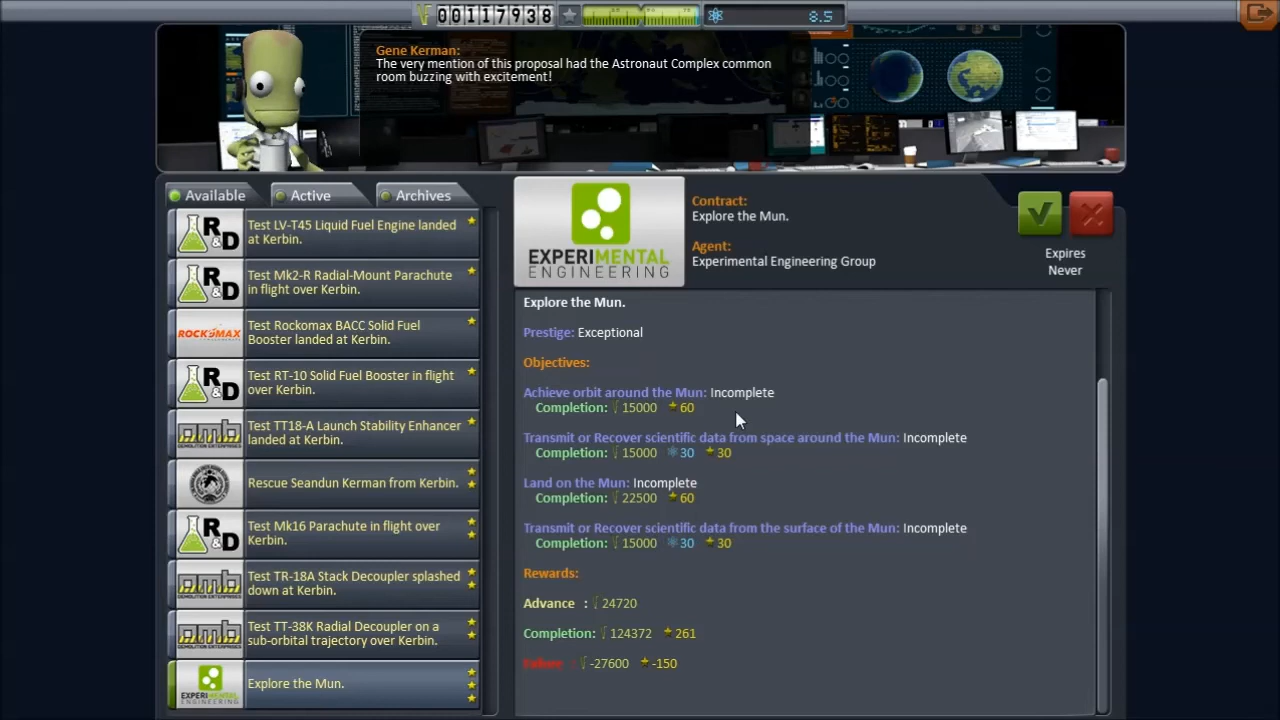 00117938
8.5
Gene Kerman:
The very mention of this proposal had the Astronaut Complex common
room buzzing with excitement!
Available
Active
Archives
Test LV-T45 Liquid Fuel Engine landed
at Kerbin.
R&D
Test Mk2-R Radial-Mount Parachute
in flight over Kerbin.
R&D
Test Rockomax BACC Solid Fuel
Booster landed at Kerbin.
ROCKOMAX
Test RT-10 Solid Fuel Booster in flight
over Kerbin.
R&D
Test TT18-A Launch Stability Enhancer
landed at Kerbin.
DEMOLITION ENTERPRISES
Rescue Seandun Kerman from Kerbin.
Test Mk16 Parachute in flight over
Kerbin.
R&D
Test TR-18A Stack Decoupler splashed
down at Kerbin.
DEMOLITION ENTERPRISES
Test TT-38K Radial Decoupler on a
sub-orbital trajectory over Kerbin.
DEMOLITION ENTERPRISES
Explore the Mun.
EXPERIMENTAL
ENGINEERING
EXPERIMENTAL
ENGINEERING
Contract:
Explore the Mun.
Agent:
Experimental Engineering Group
Expires
Never
Explore the Mun.
Prestige: Exceptional
Objectives:
Achieve orbit around the Mun: Incomplete
Completion: 15000 60
Transmit or Recover scientific data from space around the Mun: Incomplete
Completion: 15000 30 30
Land on the Mun: Incomplete
Completion: 22500 60
Transmit or Recover scientific data from the surface of the Mun: Incomplete
Completion: 15000 30 30
Rewards:
Advance : 24720
Completion: 124372 261
Failure : -27600 -150